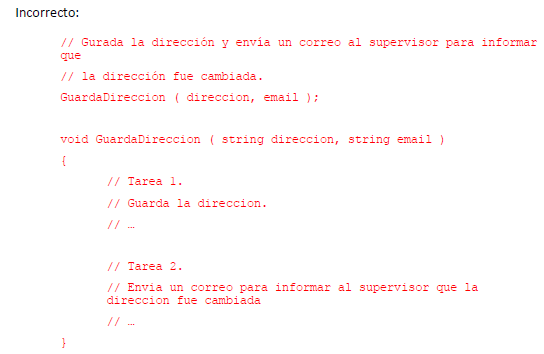 Incorrecto:
// Gurada la dirección y envía un correo al supervisor para informar
que
// la dirección fue cambiada.
GuardaDireccion ( direccion, email );
void GuardaDireccion ( string direccion, string email )
{
// Tarea 1.
// Guarda la direccion.
// …
// Tarea 2.
// Envia un correo para informar al supervisor que la
direccion fue cambiada
// …
}